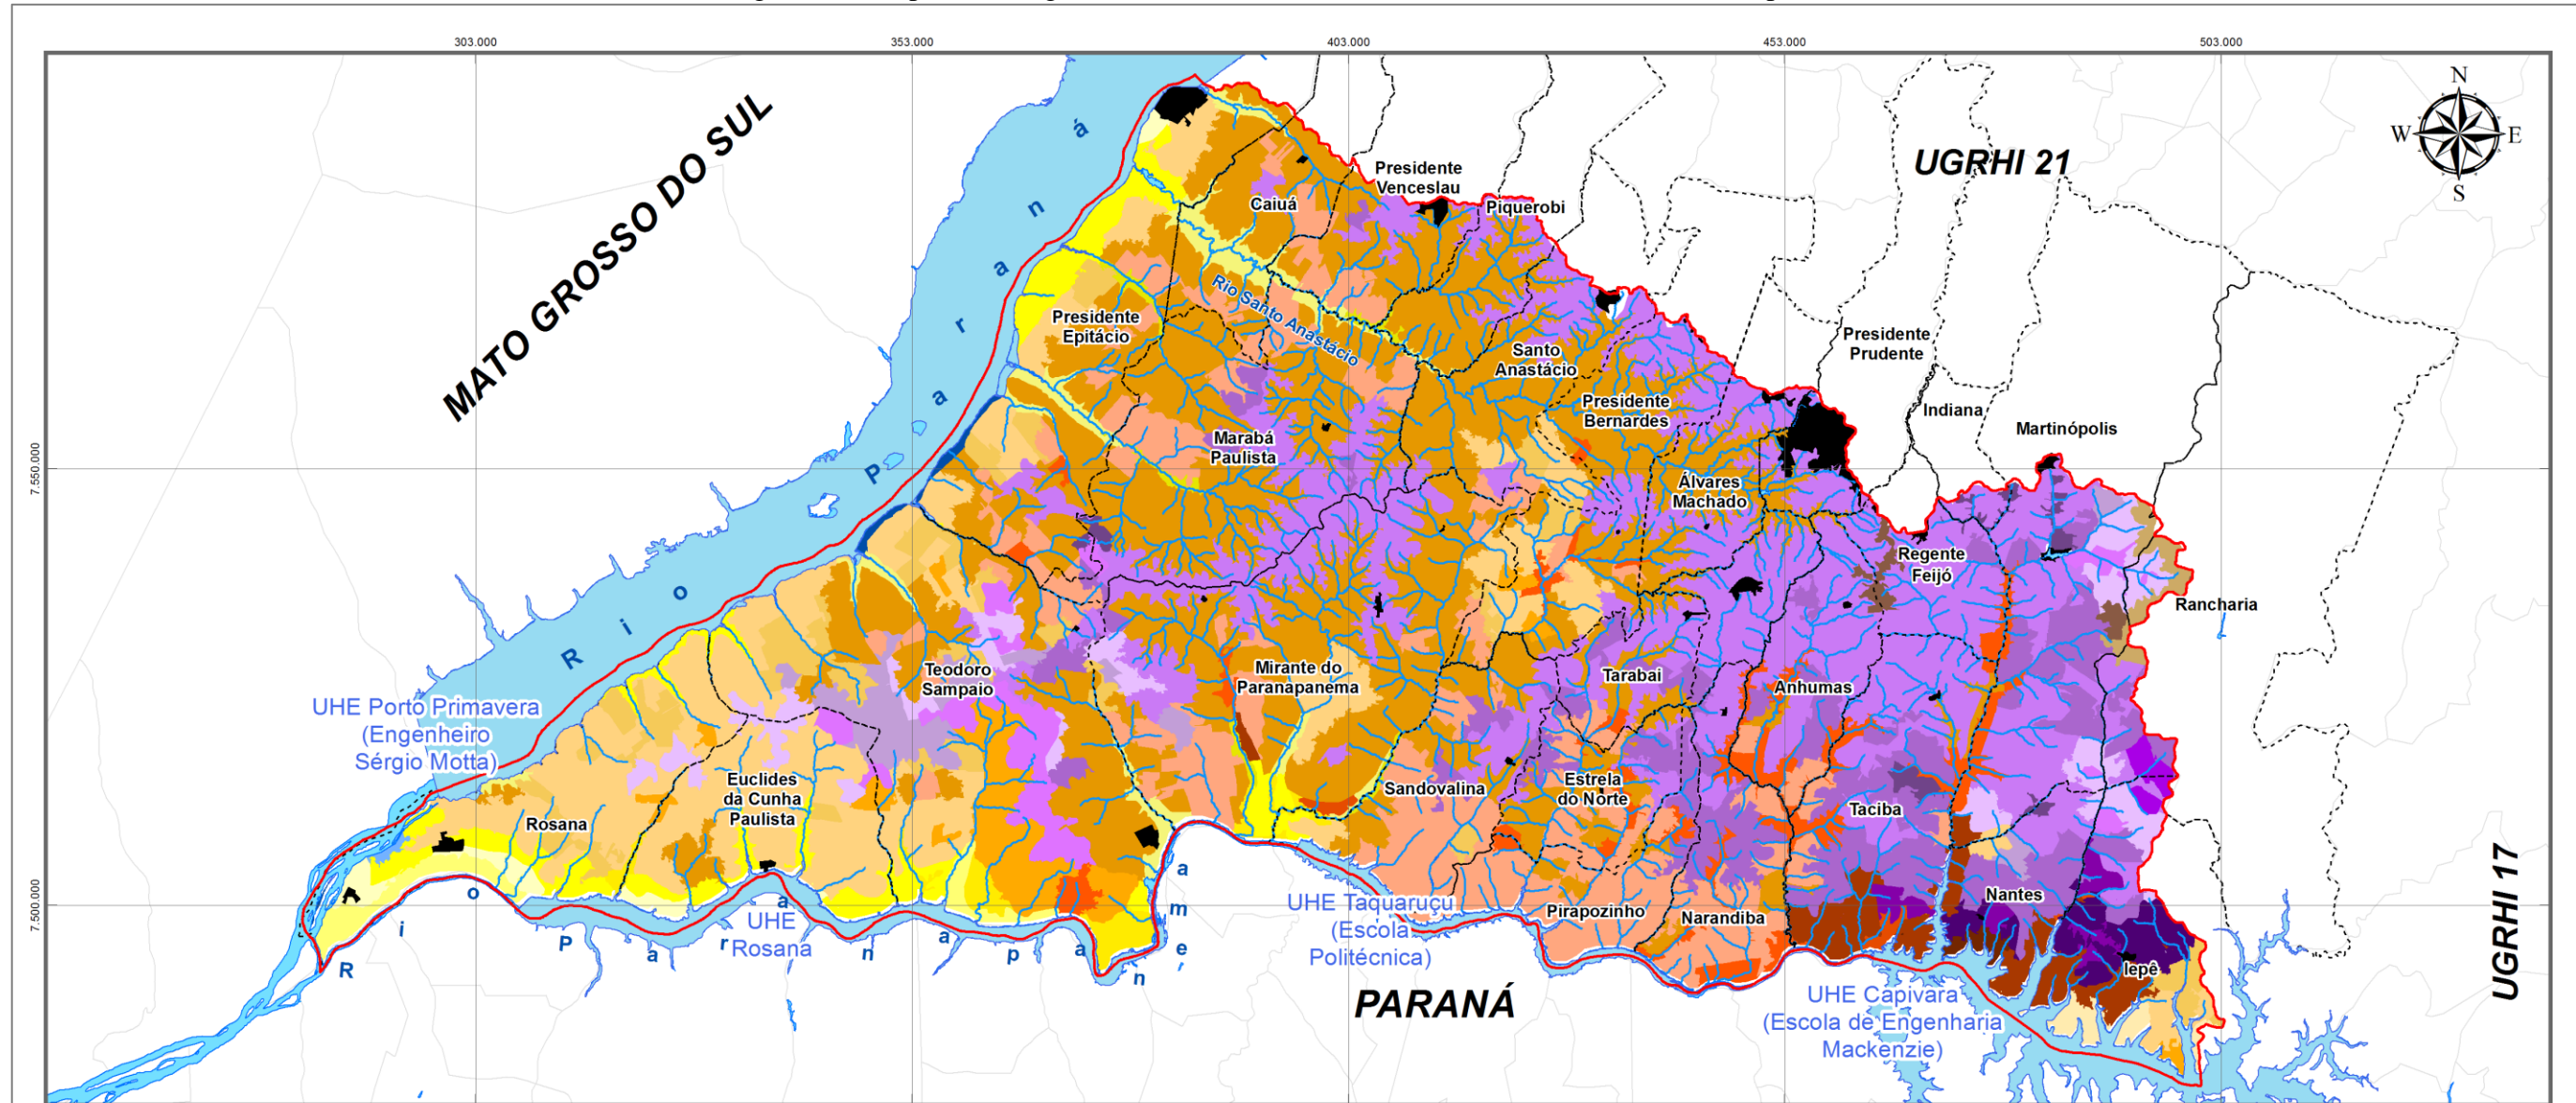 303.000
353.000
403.000
453.000
503.000
N
W
E
S
MATO GROSSO DO SUL
UGRHI 21
Presidente
Venceslau
Piquerobi
Caiuá
Rio Santo Anastácio
Presidente
Epitácio
Santo
Anastácio
Presidente
Prudente
Presidente
Bernardes
Indiana
Martinópolis
Marabá
Paulista
7.550.000
Álvares
Machado
Regente
Feijó
Rancharia
Rio Paraná
Teodoro
Sampaio
Mirante do
Paranapanema
Tarabai
Anhumas
UHE Porto Primavera
(Engenheiro
Sérgio Motta)
Euclides
da Cunha
Paulista
Sandovalina
Estrela
do Norte
Taciba
Rosana
Nantes
7.500.000
Pirapozinho
Narandiba
UHE
Rosana
UHE Taquaruçu
(Escola
Politécnica)
Rio Paranapaname
Iepê
PARANÁ
UHE Capivara
(Escola de Engenharia
Mackenzie)
UGRHI 17